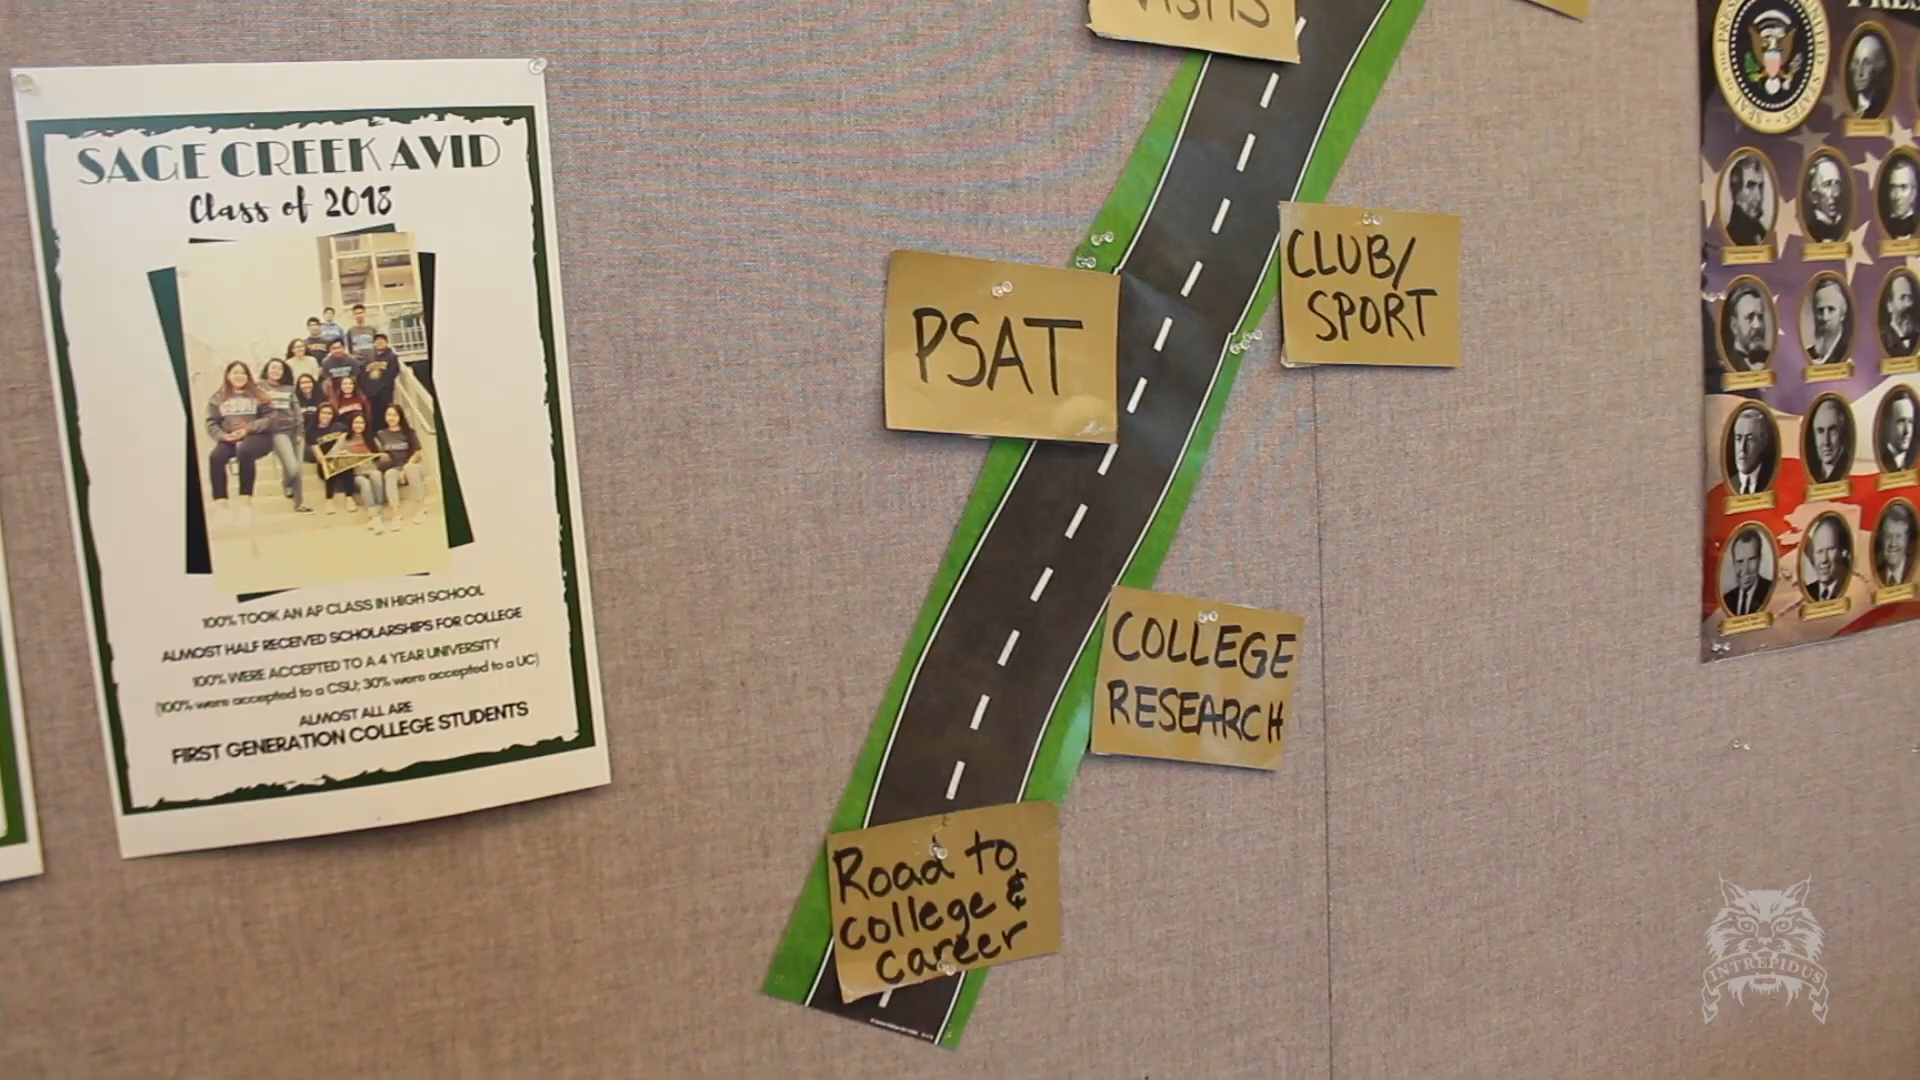 SAGE CREEK AVID
Class of 2018
100% TOOK AN AP CLASS IN HIGH SCHOOL
ALMOST HALF RECEIVED SCHOLARSHIPS FOR COLLEGE
100% WERE ACCEPTED TO A 4 YEAR UNIVERSITY
(100% were accepted to a CSU; 30% were accepted to a UC)
ALMOST ALL ARE
FIRST GENERATION COLLEGE STUDENTS
PSAT
CLUB/
SPORT
COLLEGE
RESEARCH
Road to
college &
career
INTREPIDUS